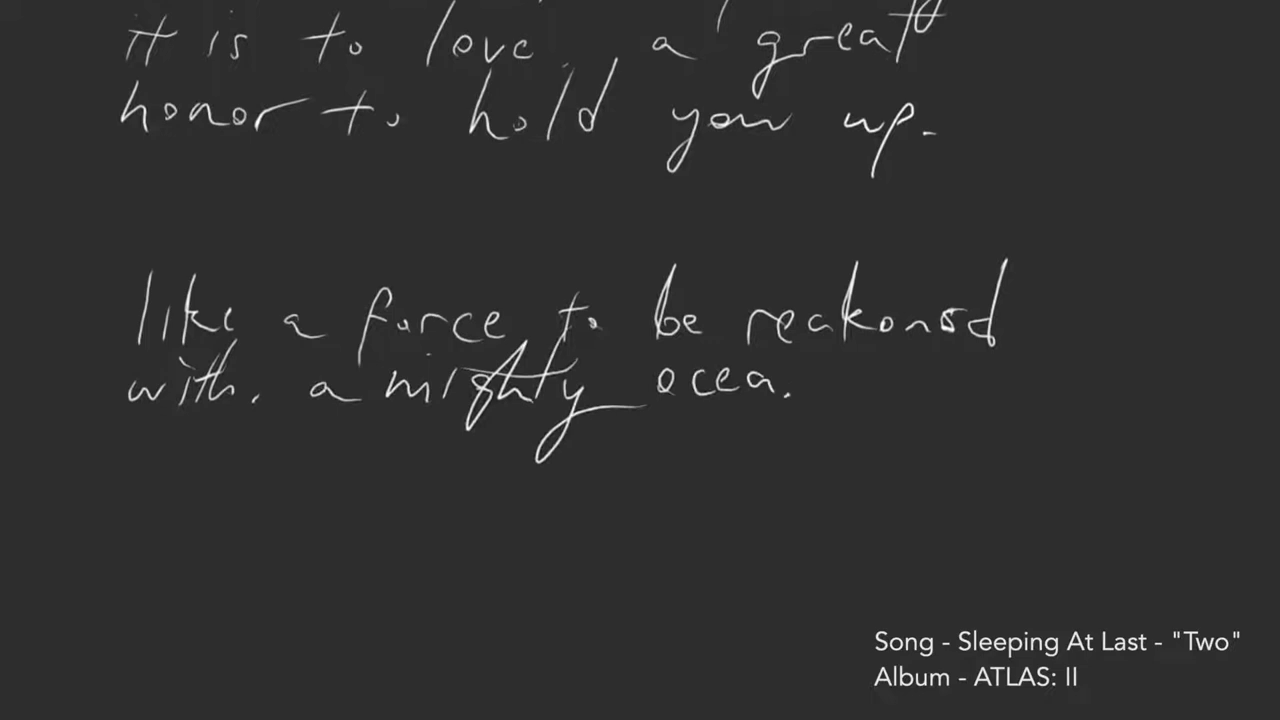 it is to love, a great
honor to hold you up.
like a force to be reckoned
with, a mighty ocea.
Song - Sleeping At Last - "Two"
Album - ATLAS: II